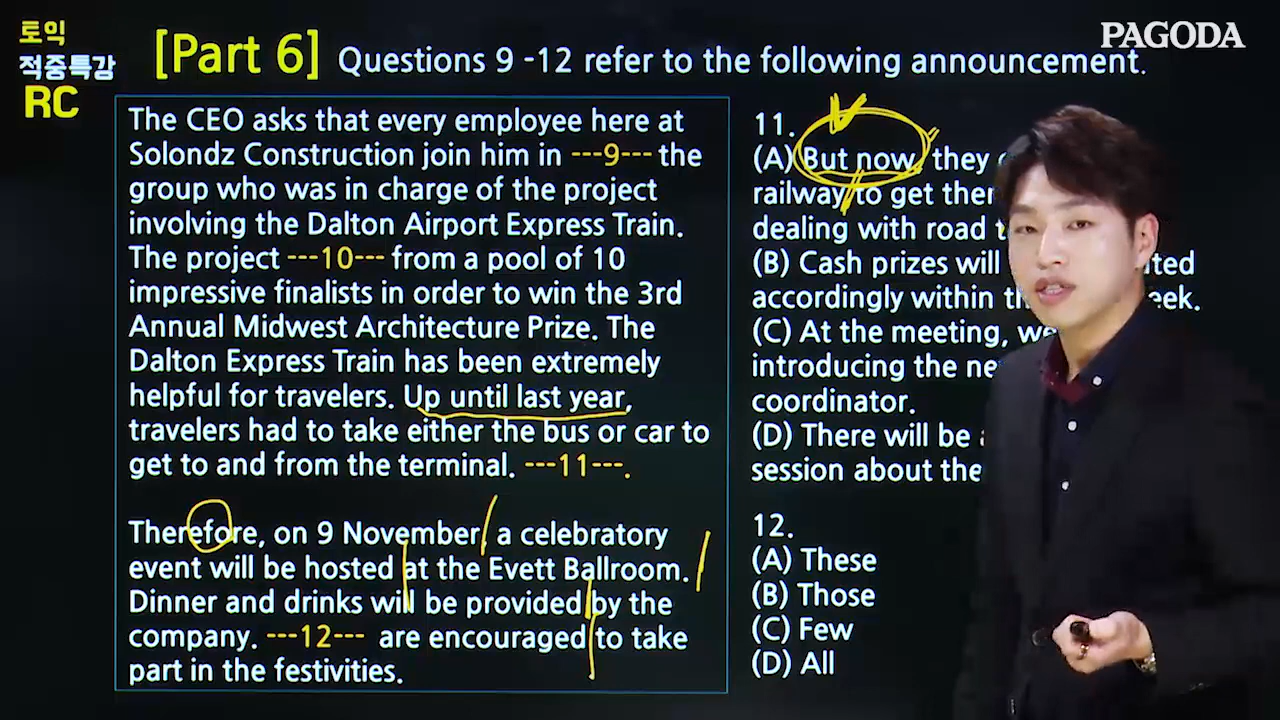 토익
적중특강
RC
[Part 6] Questions 9 -12 refer to the following announcement.
PAGODA
The CEO asks that every employee here at
Solondz Construction join him in ---9--- the
group who was in charge of the project
involving the Dalton Airport Express Train.
The project ---10--- from a pool of 10
impressive finalists in order to win the 3rd
Annual Midwest Architecture Prize. The
Dalton Express Train has been extremely
helpful for travelers. Up until last year,
travelers had to take either the bus or car to
get to and from the terminal. ---11---.
Therefore, on 9 November, a celebratory
event will be hosted at the Evett Ballroom.
Dinner and drinks will be provided by the
company. ---12--- are encouraged to take
part in the festivities.
11.
(A) But now, they
railway to get
dealing with road
(B) Cash prizes will
accordingly within
(C) At the meeting,
introducing the
coordinator.
(D) There will be
session about the
12.
(A) These
(B) Those
(C) Few
(D) All